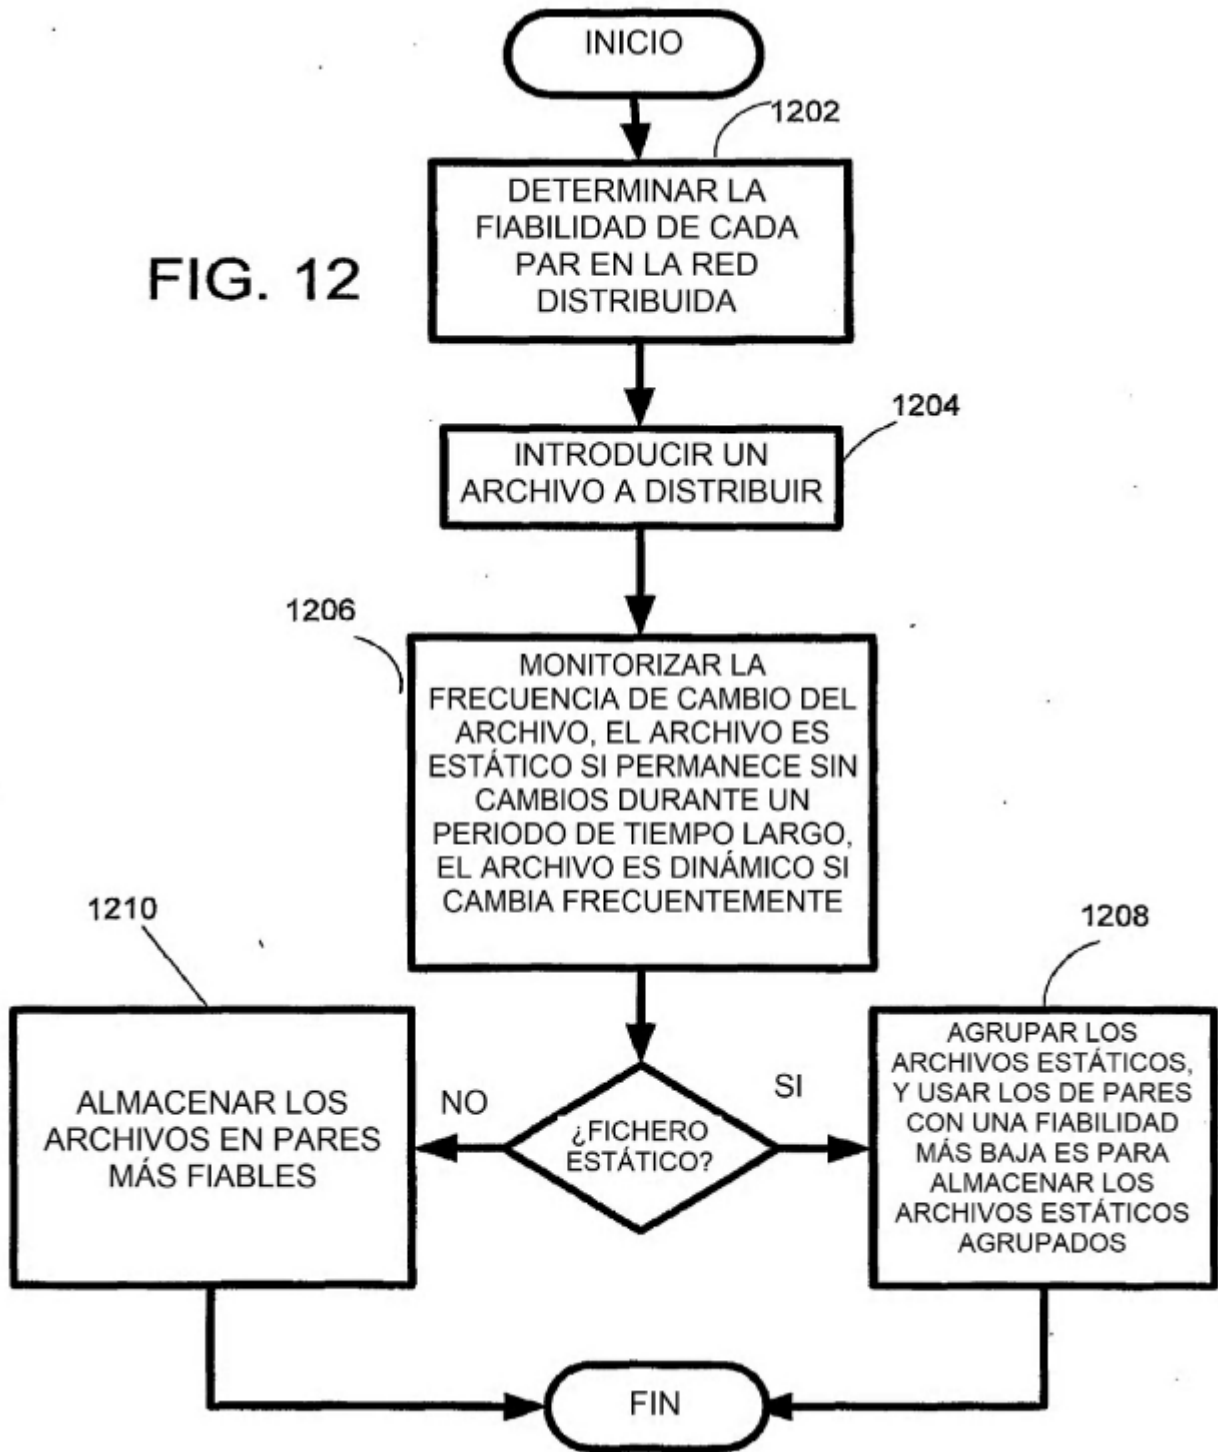 INICIO
1202
DETERMINAR LA
FIABILIDAD DE CADA
PAR EN LA RED
DISTRIBUIDA
FIG. 12
1204
INTRODUCIR UN
ARCHIVO A DISTRIBUIR
1206
MONITORIZAR LA
FRECUENCIA DE CAMBIO DEL
ARCHIVO, EL ARCHIVO ES
ESTÁTICO SI PERMANECE SIN
CAMBIOS DURANTE UN
PERIODO DE TIEMPO LARGO,
EL ARCHIVO ES DINÁMICO SI
CAMBIA FRECUENTEMENTE
1210
1208
ALMACENAR LOS
ARCHIVOS EN PARES
MÁS FIABLES
NO
¿FICHERO
ESTÁTICO?
SI
AGRUPAR LOS
ARCHIVOS ESTÁTICOS,
Y USAR LOS DE PARES
CON UNA FIABILIDAD
MÁS BAJA ES PARA
ALMACENAR LOS
ARCHIVOS ESTÁTICOS
AGRUPADOS
FIN